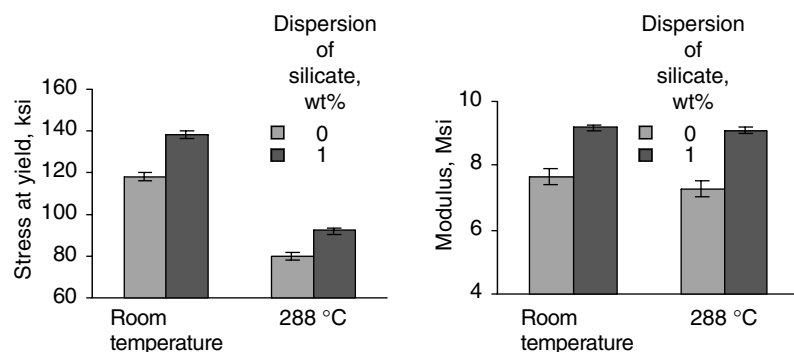 Dispersion
of
silicate,
wt%
0
1
Stress at yield, ksi
160
140
120
100
80
60
Room
temperature
288 °C
Dispersion
of
silicate,
wt%
0
1
Modulus, Msi
10
8
6
4
Room
temperature
288 °C